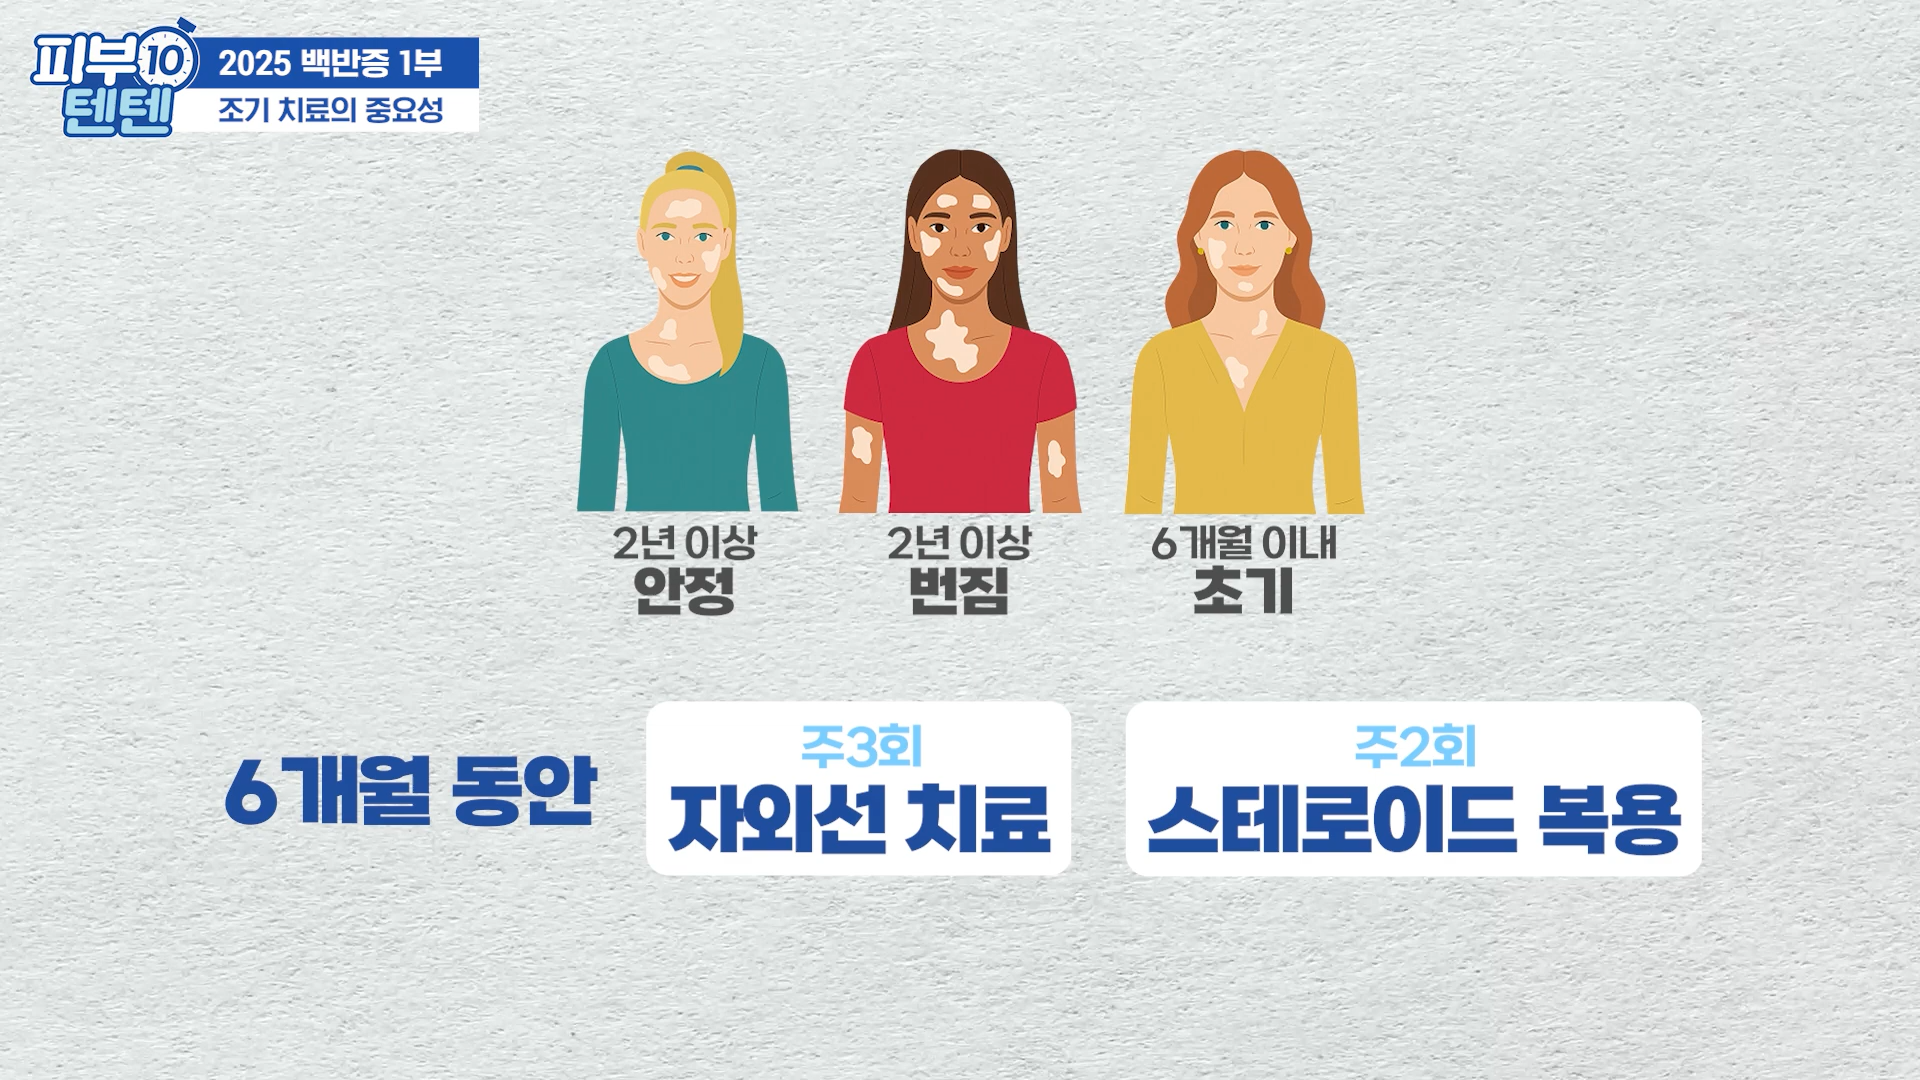 피부10
텐텐
2025 백반증 1부
조기 치료의 중요성
2년 이상
안정
2년 이상
번짐
6개월 이내
초기
6개월 동안
주3회
자외선 치료
주2회
스테로이드 복용